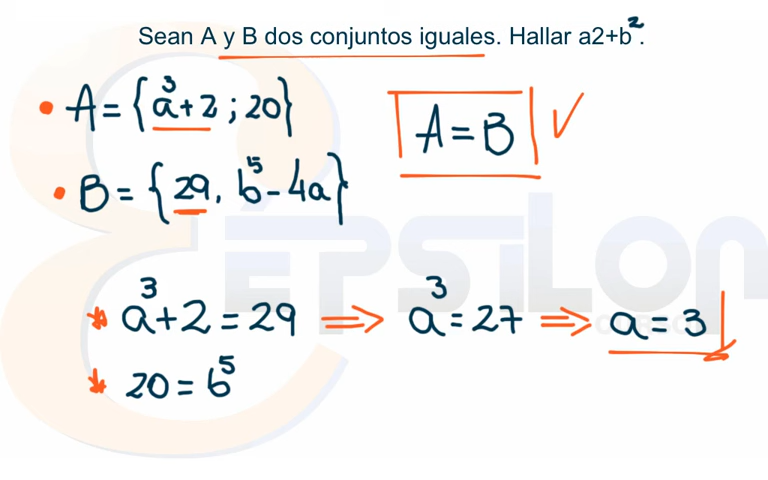 Sean A y B dos conjuntos iguales. Hallar a2+b².
A = {a³+2 ; 20}
A = B
B = {29, b⁵ - 4a}
a³+2 = 29 ⇒ a³ = 27 ⇒ a = 3
20 = b⁵
EPSILON